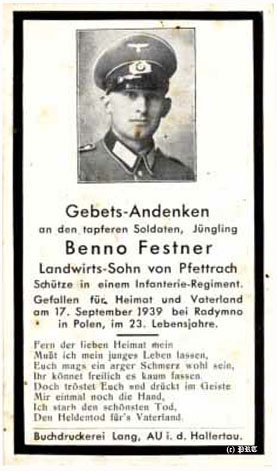 Gebets-Andenken
an den tapferen Soldaten, Jüngling
Benno Festner
Landwirts-Sohn von Pfettrach
Schütze in einem Infanterie-Regiment.
Gefallen für Heimat und Vaterland
am 17. September 1939 bei Radymno
in Polen, im 23. Lebensjahre.
Fern der lieben Heimat mein
Mußt ich mein junges Leben lassen,
Euch mags ein arger Schmerz wohl sein,
Ihr könnet freilich es kaum fassen.
Doch tröstet Euch und drückt im Geiste
Mir einmal noch die Hand,
Ich starb den schönsten Tod,
Den Heldentod für's Vaterland.
Buchdruckerei Lang, AU i. d. Hallertau.
(c) PRT